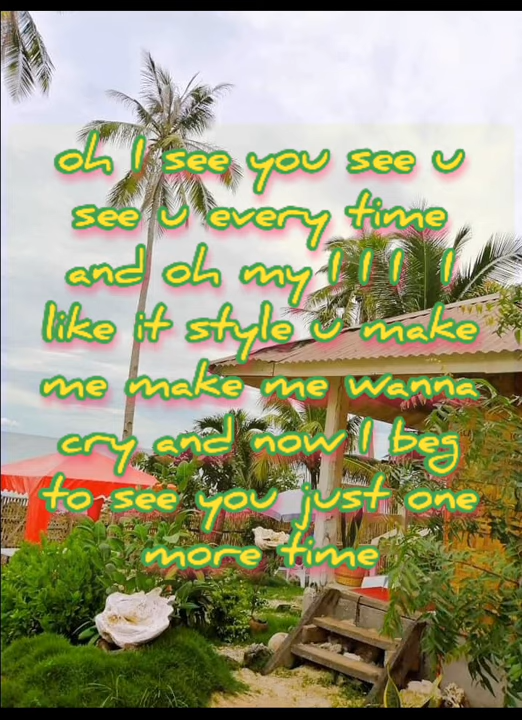 oh I see you see u
see u every time
and oh my I I I I
like it style u make
me make me wanna
cry and now I beg
to see you just one
more time